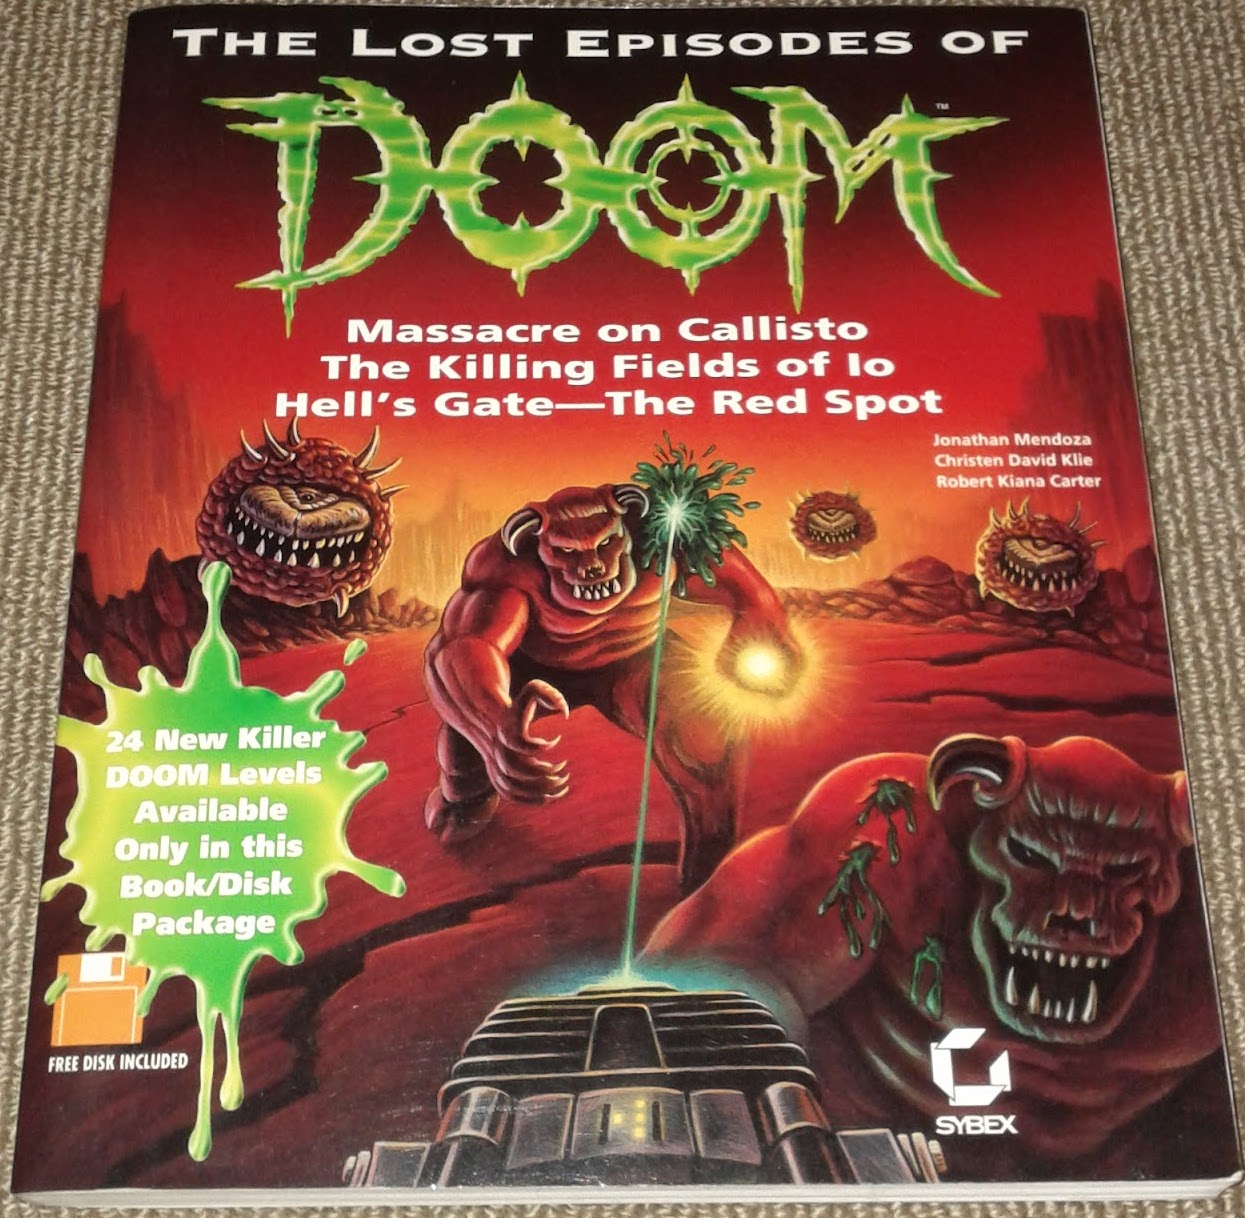 THE LOST EPISODES OF
DOOM™
Massacre on Callisto
The Killing Fields of Io
Hell's Gate—The Red Spot
Jonathan Mendoza
Christen David Klie
Robert Kiana Carter
24 New Killer
DOOM Levels
Available
Only in this
Book/Disk
Package
FREE DISK INCLUDED
SYBEX